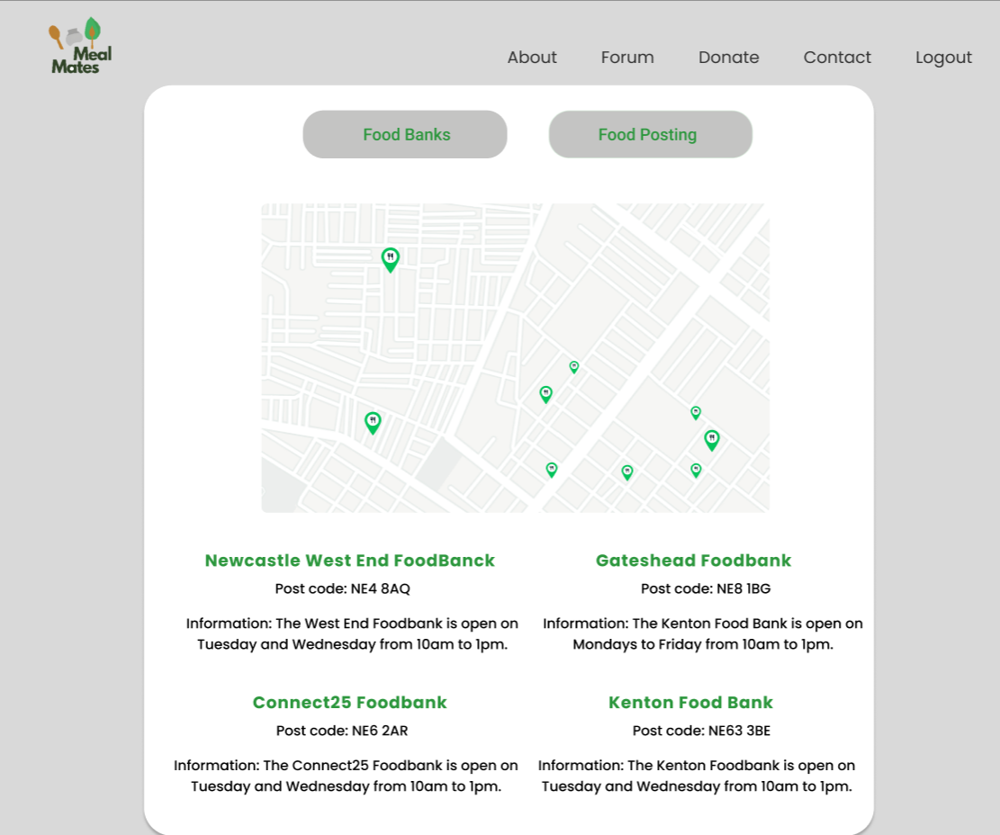 Meal
Mates
About Forum Donate Contact Logout
Food Banks Food Posting
Newcastle West End FoodBanck
Post code: NE4 8AQ
Information: The West End Foodbank is open on
Tuesday and Wednesday from 10am to 1pm.
Gateshead Foodbank
Post code: NE8 1BG
Information: The Kenton Food Bank is open on
Mondays to Friday from 10am to 1pm.
Connect25 Foodbank
Post code: NE6 2AR
Information: The Connect25 Foodbank is open on
Tuesday and Wednesday from 10am to 1pm.
Kenton Food Bank
Post code: NE63 3BE
Information: The Kenton Foodbank is open on
Tuesday and Wednesday from 10am to 1pm.